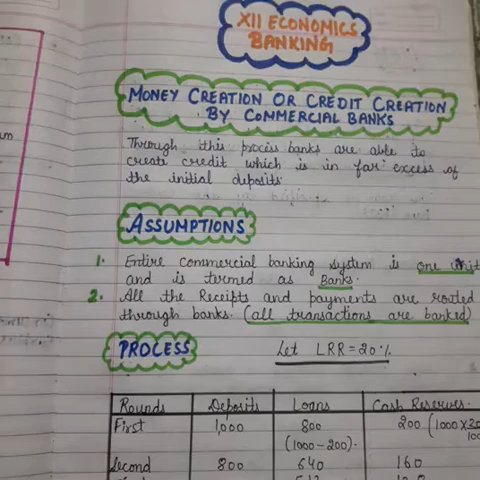 XII ECONOMICS
BANKING
MONEY CREATION OR CREDIT CREATION
BY COMMERCIAL BANKS
Through this process banks are able to
create credit which is in far excess of
the initial deposits.
ASSUMPTIONS
1. Entire commercial banking system is one unit
and is termed as Banks.
2. All the Receipts and payments are routed
through banks. (all transactions are banked)
PROCESS
Let LRR = 20%
Rounds Deposits Loans Cash Reserves.
First 1,000 800 200 (1000 × 20
(1000-200). 100
Second 800 640 160